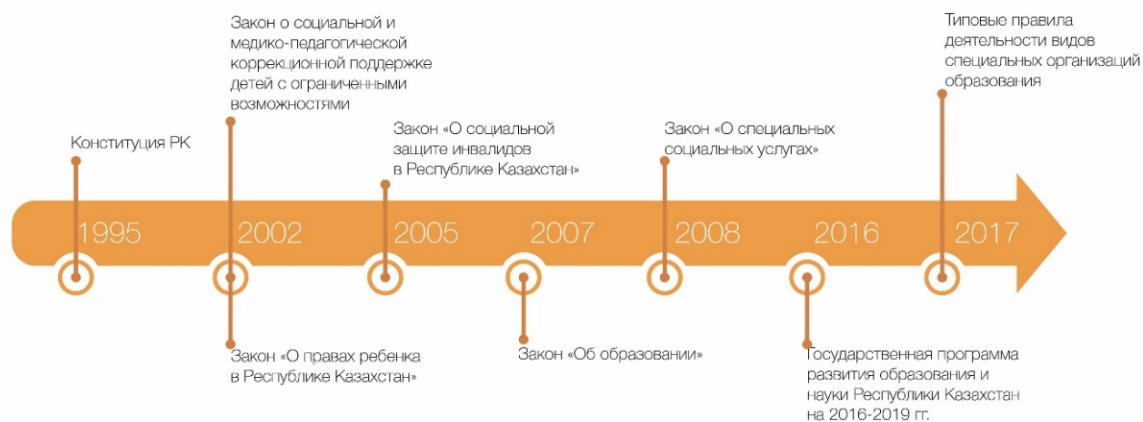 Закон о социальной и
медико-педагогической
коррекционной поддержке
детей с ограниченными
возможностями
Типовые правила
деятельности видов
специальных организаций
образования
Конституция РК
Закон «О социальной
защите инвалидов
в Республике Казахстан»
Закон «О специальных
социальных услугах»
1995
2002
2005
2007
2008
2016
2017
Закон «О правах ребенка
в Республике Казахстан»
Закон «Об образовании»
Государственная программа
развития образования и
науки Республики Казахстан
на 2016-2019 гг.